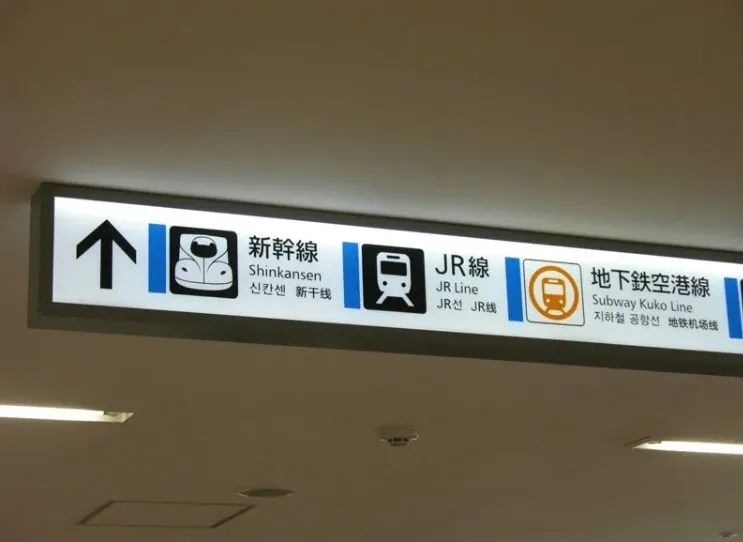 新幹線
Shinkansen
신칸센 新干线
JR線
JR Line
JR선 JR线
地下鉄空港線
Subway Kuko Line
지하철 공항선 地铁机场线